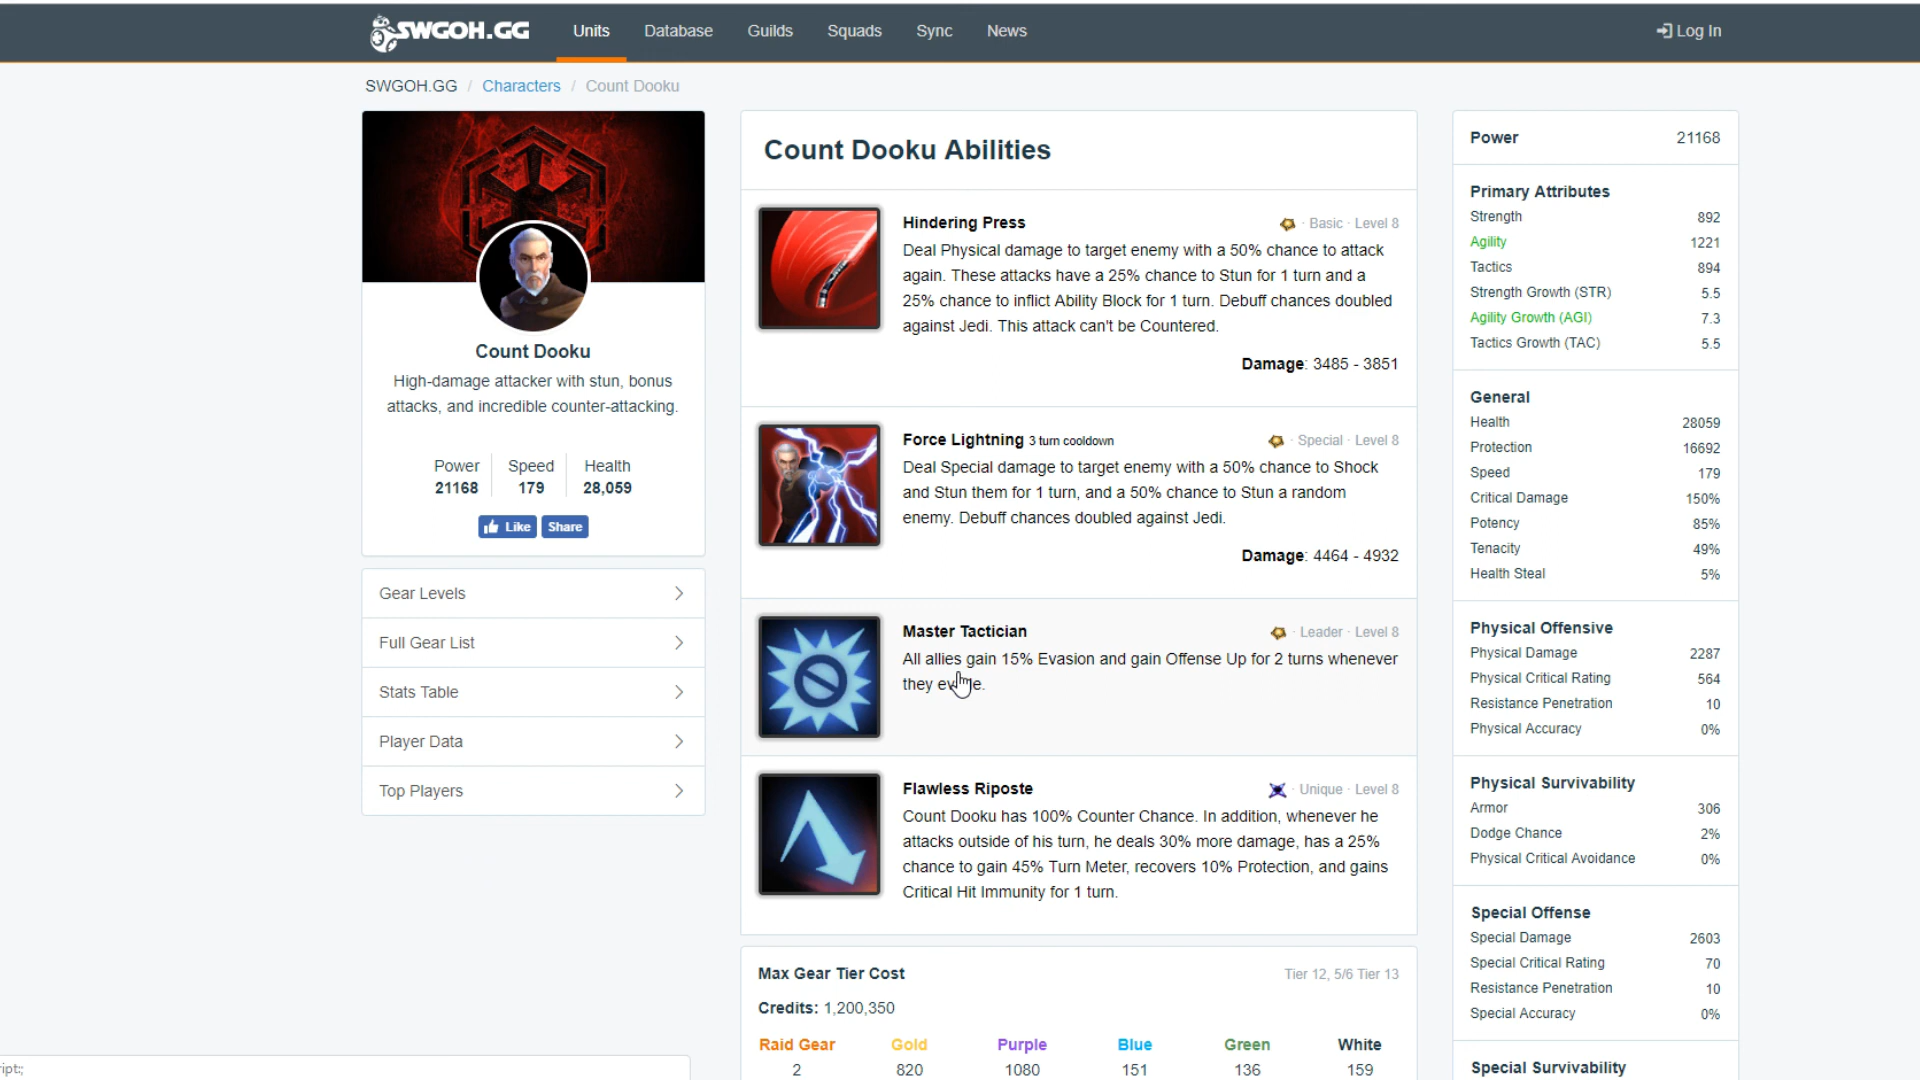 SWGOH.GG
Units
Database
Guilds
Squads
Sync
News
Log In
SWGOH.GG / Characters / Count Dooku
Count Dooku
High-damage attacker with stun, bonus
attacks, and incredible counter-attacking.
Power
Speed
Health
21168
179
28,059
Like
Share
Gear Levels
Full Gear List
Stats Table
Player Data
Top Players
Count Dooku Abilities
Hindering Press
· Basic · Level 8
Deal Physical damage to target enemy with a 50% chance to attack
again. These attacks have a 25% chance to Stun for 1 turn and a
25% chance to inflict Ability Block for 1 turn. Debuff chances doubled
against Jedi. This attack can't be Countered.
Damage: 3485 - 3851
Force Lightning 3 turn cooldown
· Special · Level 8
Deal Special damage to target enemy with a 50% chance to Shock
and Stun them for 1 turn, and a 50% chance to Stun a random
enemy. Debuff chances doubled against Jedi.
Damage: 4464 - 4932
Master Tactician
· Leader · Level 8
All allies gain 15% Evasion and gain Offense Up for 2 turns whenever
they evade.
Flawless Riposte
· Unique · Level 8
Count Dooku has 100% Counter Chance. In addition, whenever he
attacks outside of his turn, he deals 30% more damage, has a 25%
chance to gain 45% Turn Meter, recovers 10% Protection, and gains
Critical Hit Immunity for 1 turn.
Max Gear Tier Cost
Tier 12, 5/6 Tier 13
Credits: 1,200,350
Raid Gear
Gold
Purple
Blue
Green
White
2
820
1080
151
136
159
Power 21168
Primary Attributes
Strength 892
Agility 1221
Tactics 894
Strength Growth (STR) 5.5
Agility Growth (AGI) 7.3
Tactics Growth (TAC) 5.5
General
Health 28059
Protection 16692
Speed 179
Critical Damage 150%
Potency 85%
Tenacity 49%
Health Steal 5%
Physical Offensive
Physical Damage 2287
Physical Critical Rating 564
Resistance Penetration 10
Physical Accuracy 0%
Physical Survivability
Armor 306
Dodge Chance 2%
Physical Critical Avoidance 0%
Special Offense
Special Damage 2603
Special Critical Rating 70
Resistance Penetration 10
Special Accuracy 0%
Special Survivability
ript:;